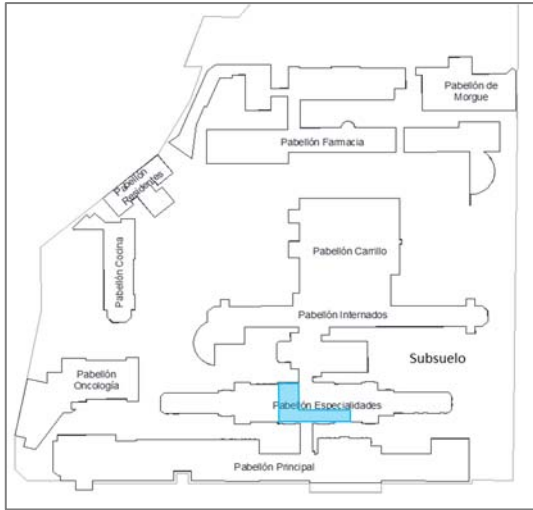 Pabellón de
Morgue
Pabellón Farmacia
Pabellón
Residentes
Pabellón Cocina
Pabellón Carrillo
Pabellón Internados
Subsuelo
Pabellón
Oncología
Pabellón Especialidades
Pabellón Principal